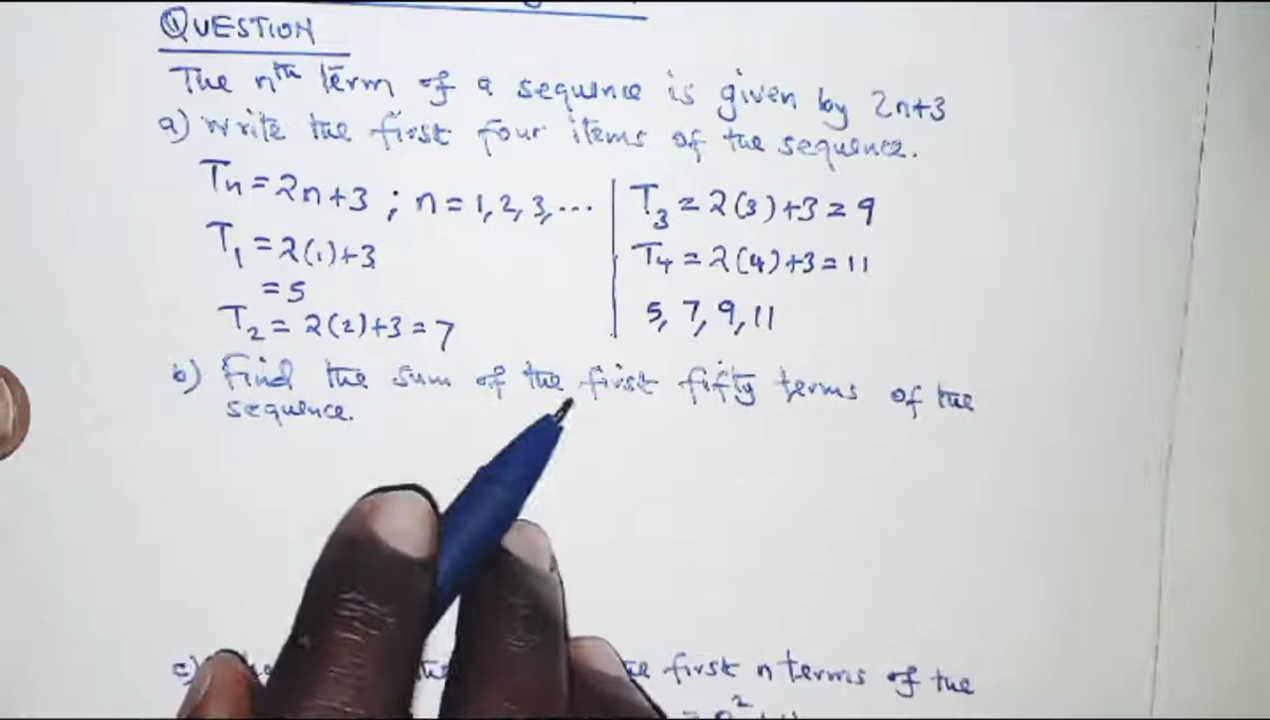 QUESTION
The nth term of a sequence is given by 2n+3
a) Write the first four items of the sequence.
Tn = 2n+3 ; n = 1, 2, 3, ...
T1 = 2(1)+3
= 5
T2 = 2(2)+3 = 7
T3 = 2(3)+3 = 9
T4 = 2(4)+3 = 11
5, 7, 9, 11
b) Find the sum of the first fifty terms of the
sequence.
c) first n terms of the